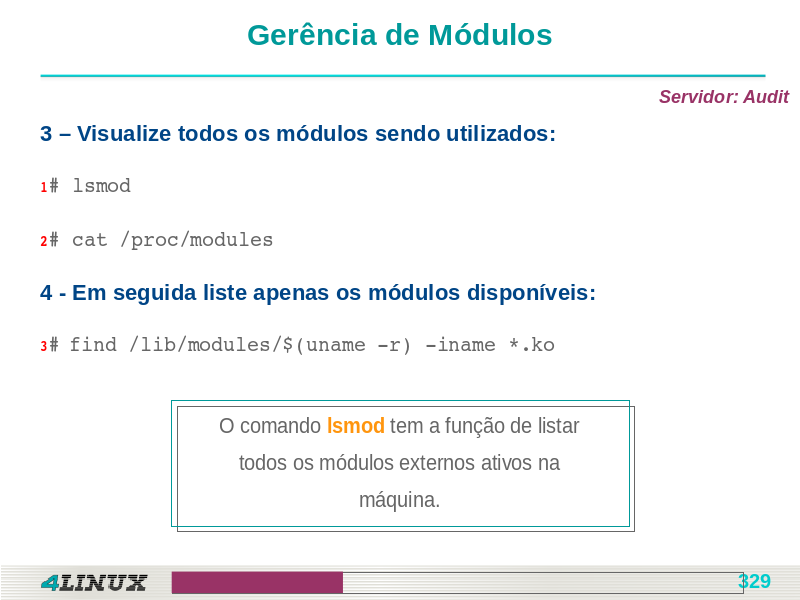 Gerência de Módulos
Servidor: Audit
3 – Visualize todos os módulos sendo utilizados:
1# lsmod
2# cat /proc/modules
4 - Em seguida liste apenas os módulos disponíveis:
3# find /lib/modules/$(uname –r) –iname *.ko
O comando lsmod tem a função de listar
todos os módulos externos ativos na
máquina.
4LINUX
329